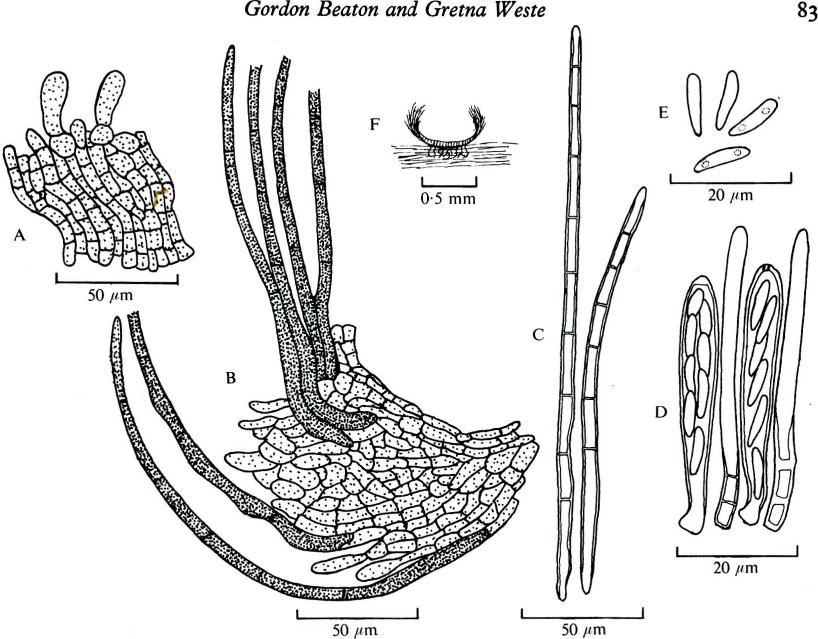 Gordon Beaton and Gretna Weste 83
A
50 μm
B
50 μm
F
0·5 mm
C
50 μm
E
20 μm
D
20 μm